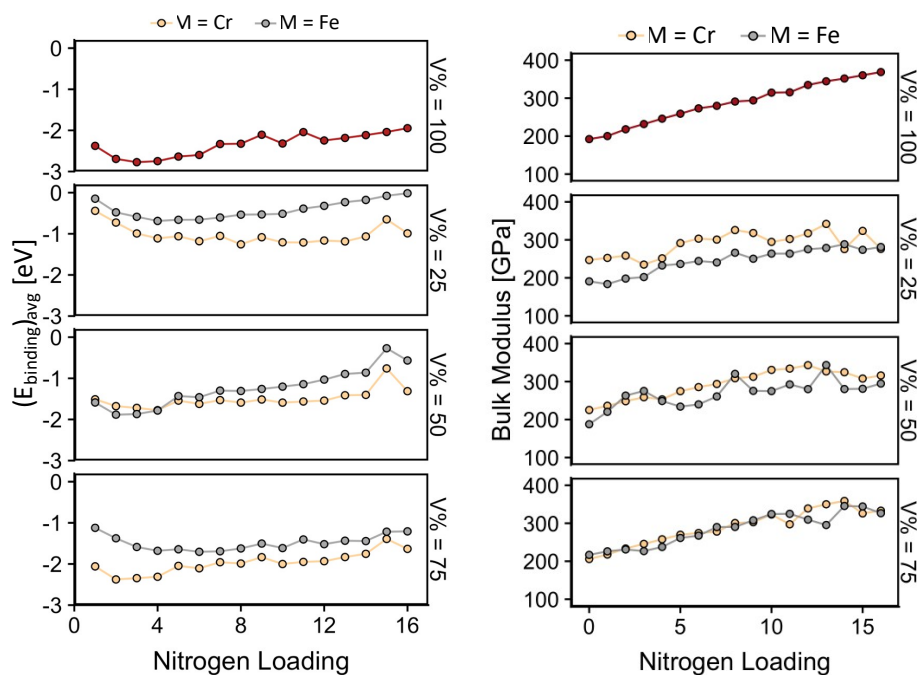 M = Cr M = Fe
0
-1
-2
-3
V% = 100
0
-1
-2
-3
V% = 25
0
-1
-2
-3
V% = 50
0
-1
-2
-3
V% = 75
0 4 8 12 16
Nitrogen Loading
(Ebinding)avg [eV]
M = Cr M = Fe
400
300
200
100
V% = 100
400
300
200
100
V% = 25
400
300
200
100
V% = 50
400
300
200
100
V% = 75
0 5 10 15
Nitrogen Loading
Bulk Modulus [GPa]